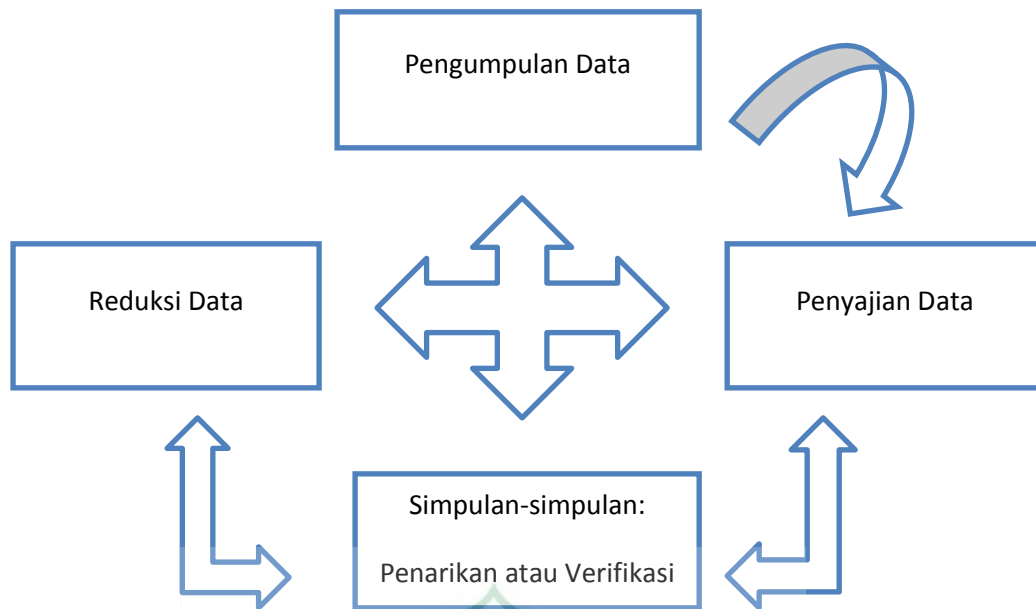 Pengumpulan Data
Reduksi Data
Penyajian Data
Simpulan-simpulan:
Penarikan atau Verifikasi